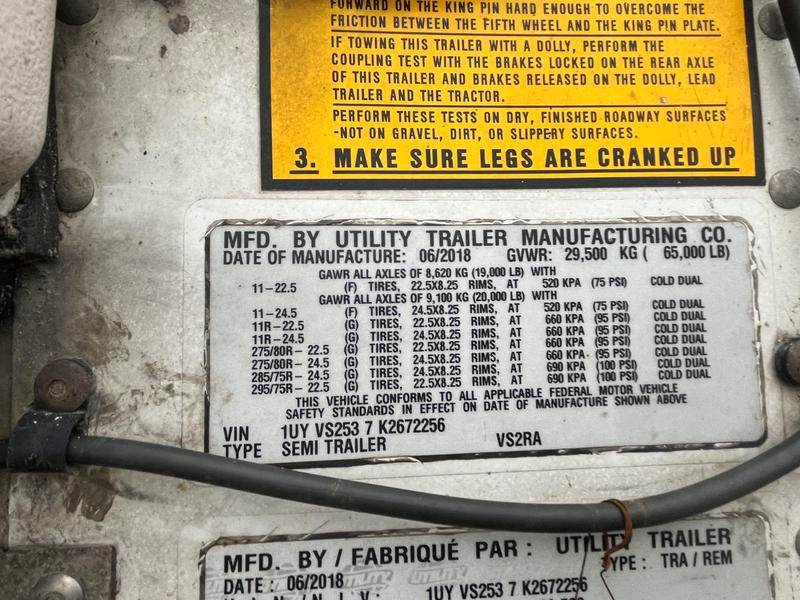 FORWARD ON THE KING PIN HARD ENOUGH TO OVERCOME THE
FRICTION BETWEEN THE FIFTH WHEEL AND THE KING PIN PLATE.
IF TOWING THIS TRAILER WITH A DOLLY, PERFORM THE
COUPLING TEST WITH THE BRAKES LOCKED ON THE REAR AXLE
OF THIS TRAILER AND BRAKES RELEASED ON THE DOLLY, LEAD
TRAILER AND THE TRACTOR.
PERFORM THESE TESTS ON DRY, FINISHED ROADWAY SURFACES
-NOT ON GRAVEL, DIRT, OR SLIPPERY SURFACES.
3. MAKE SURE LEGS ARE CRANKED UP
MFD. BY UTILITY TRAILER MANUFACTURING CO.
DATE OF MANUFACTURE: 06/2018 GVWR: 29,500 KG ( 65,000 LB)
GAWR ALL AXLES OF 8,620 KG (19,000 LB) WITH
11-22.5 (F) TIRES, 22.5X8.25 RIMS, AT 520 KPA (75 PSI) COLD DUAL
GAWR ALL AXLES OF 9,100 KG (20,000 LB) WITH
11-24.5 (F) TIRES, 24.5X8.25 RIMS, AT 520 KPA (75 PSI) COLD DUAL
11R-22.5 (G) TIRES, 22.5X8.25 RIMS, AT 660 KPA (95 PSI) COLD DUAL
11R-24.5 (G) TIRES, 24.5X8.25 RIMS, AT 660 KPA (95 PSI) COLD DUAL
275/80R-22.5 (G) TIRES, 22.5X8.25 RIMS, AT 660 KPA (95 PSI) COLD DUAL
275/80R-24.5 (G) TIRES, 24.5X8.25 RIMS, AT 660 KPA (95 PSI) COLD DUAL
285/75R-24.5 (G) TIRES, 24.5X8.25 RIMS, AT 690 KPA (100 PSI) COLD DUAL
295/75R-22.5 (G) TIRES, 22.5X8.25 RIMS, AT 690 KPA (100 PSI) COLD DUAL
THIS VEHICLE CONFORMS TO ALL APPLICABLE FEDERAL MOTOR VEHICLE
SAFETY STANDARDS IN EFFECT ON DATE OF MANUFACTURE SHOWN ABOVE
VIN 1UY VS253 7 K2672256
TYPE SEMI TRAILER VS2RA
MFD. BY / FABRIQUÉ PAR : UTILITY TRAILER
DATE : 06/2018 TYPE : TRA / REM
1UY VS253 7 K2672256